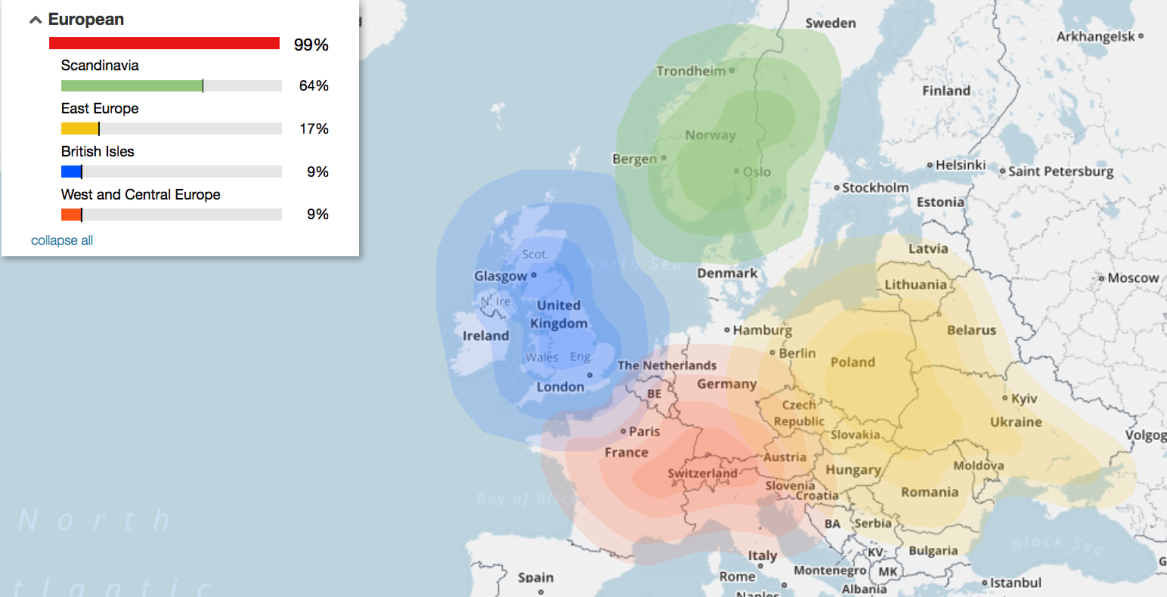 European
99%
Scandinavia
64%
East Europe
17%
British Isles
9%
West and Central Europe
9%
collapse all
Sweden
Arkhangelsk
Trondheim
Finland
Norway
Bergen
Oslo
Helsinki
Saint Petersburg
Stockholm
Estonia
Scot.
North Sea
Latvia
Glasgow
Denmark
Moscow
Lithuania
N. Ire.
United
Kingdom
Ireland
Hamburg
Belarus
Wales
Eng.
Berlin
Poland
London
The Netherlands
Germany
BE
Czech
Republic
Kyiv
Ukraine
Paris
Slovakia
Volgog
France
Austria
Switzerland
Hungary
Moldova
Slovenia
Croatia
Romania
Bay of Biscay
North
BA
Serbia
Black Sea
Italy
KV
Bulgaria
Rome
Montenegro
MK
Spain
Istanbul
Albania
Naples
tlantic